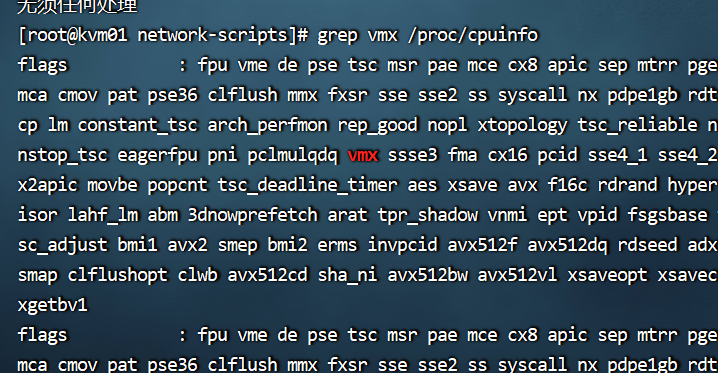 无须任何处理
[root@kvm01 network-scripts]# grep vmx /proc/cpuinfo
flags           : fpu vme de pse tsc msr pae mce cx8 apic sep mtrr pge
mca cmov pat pse36 clflush mmx fxsr sse sse2 ss syscall nx pdpe1gb rdt
cp lm constant_tsc arch_perfmon rep_good nopl xtopology tsc_reliable n
nstop_tsc eagerfpu pni pclmulqdq vmx ssse3 fma cx16 pcid sse4_1 sse4_2
x2apic movbe popcnt tsc_deadline_timer aes xsave avx f16c rdrand hyper
isor lahf_lm abm 3dnowprefetch arat tpr_shadow vnmi ept vpid fsgsbase
sc_adjust bmi1 avx2 smep bmi2 erms invpcid avx512f avx512dq rdseed adx
smap clflushopt clwb avx512cd sha_ni avx512bw avx512vl xsaveopt xsavec
xgetbv1
flags           : fpu vme de pse tsc msr pae mce cx8 apic sep mtrr pge
mca cmov pat pse36 clflush mmx fxsr sse sse2 ss syscall nx pdpe1gb rdt